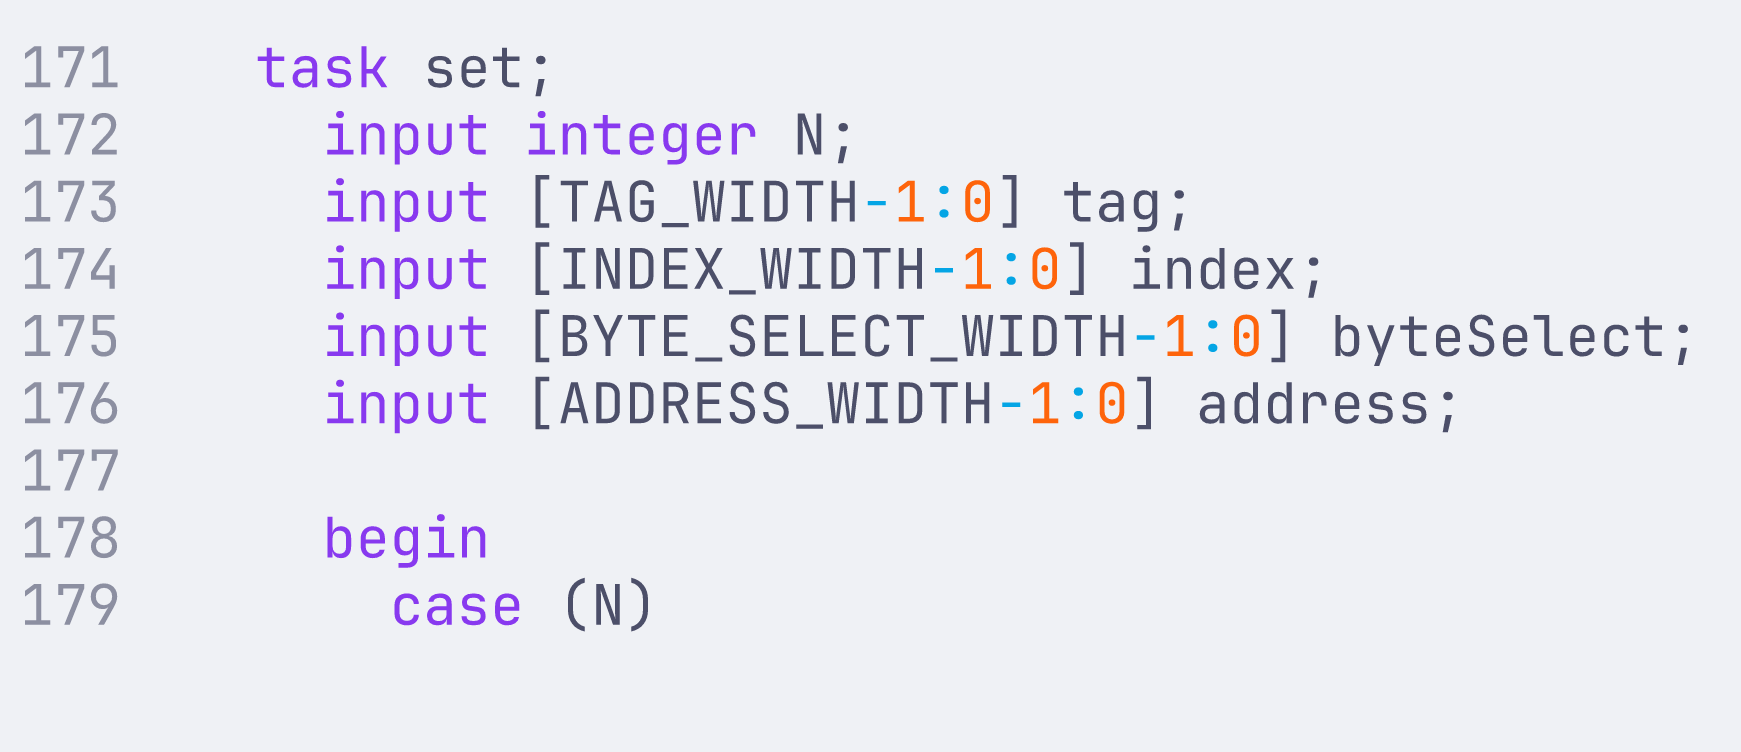 171    task set;
172      input integer N;
173      input [TAG_WIDTH-1:0] tag;
174      input [INDEX_WIDTH-1:0] index;
175      input [BYTE_SELECT_WIDTH-1:0] byteSelect;
176      input [ADDRESS_WIDTH-1:0] address;
177
178      begin
179        case (N)